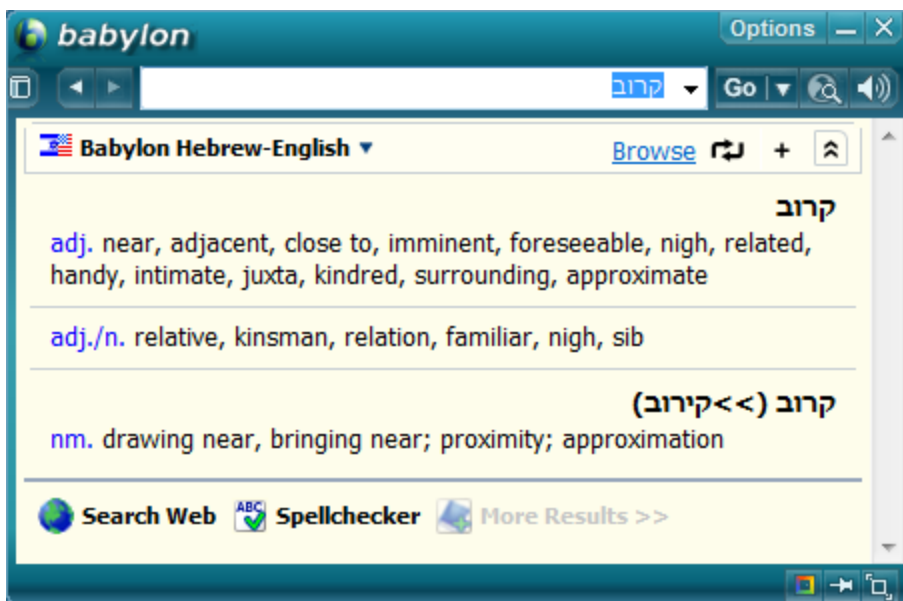 babylon
Options
קרוב
Go
Babylon Hebrew-English
Browse
+
קרוב
adj. near, adjacent, close to, imminent, foreseeable, nigh, related,
handy, intimate, juxta, kindred, surrounding, approximate
adj./n. relative, kinsman, relation, familiar, nigh, sib
קרוב (>>קירוב)
nm. drawing near, bringing near; proximity; approximation
Search Web ABC Spellchecker More Results >>